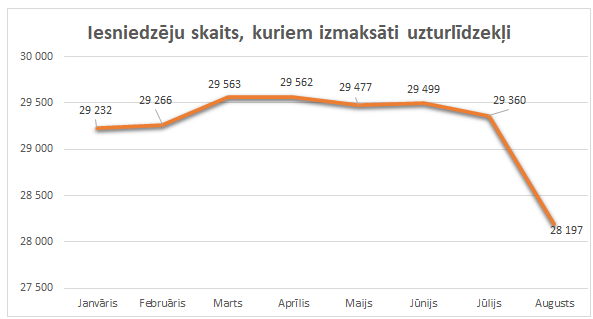 Iesniedzēju skaits, kuriem izmaksāti uzturlīdzekļi
30 000
29 500
29 000
28 500
28 000
27 500
29 232
29 266
29 563
29 562
29 477
29 499
29 360
28 197
Janvāris
Februāris
Marts
Aprīlis
Maijs
Jūnijs
Jūlijs
Augusts